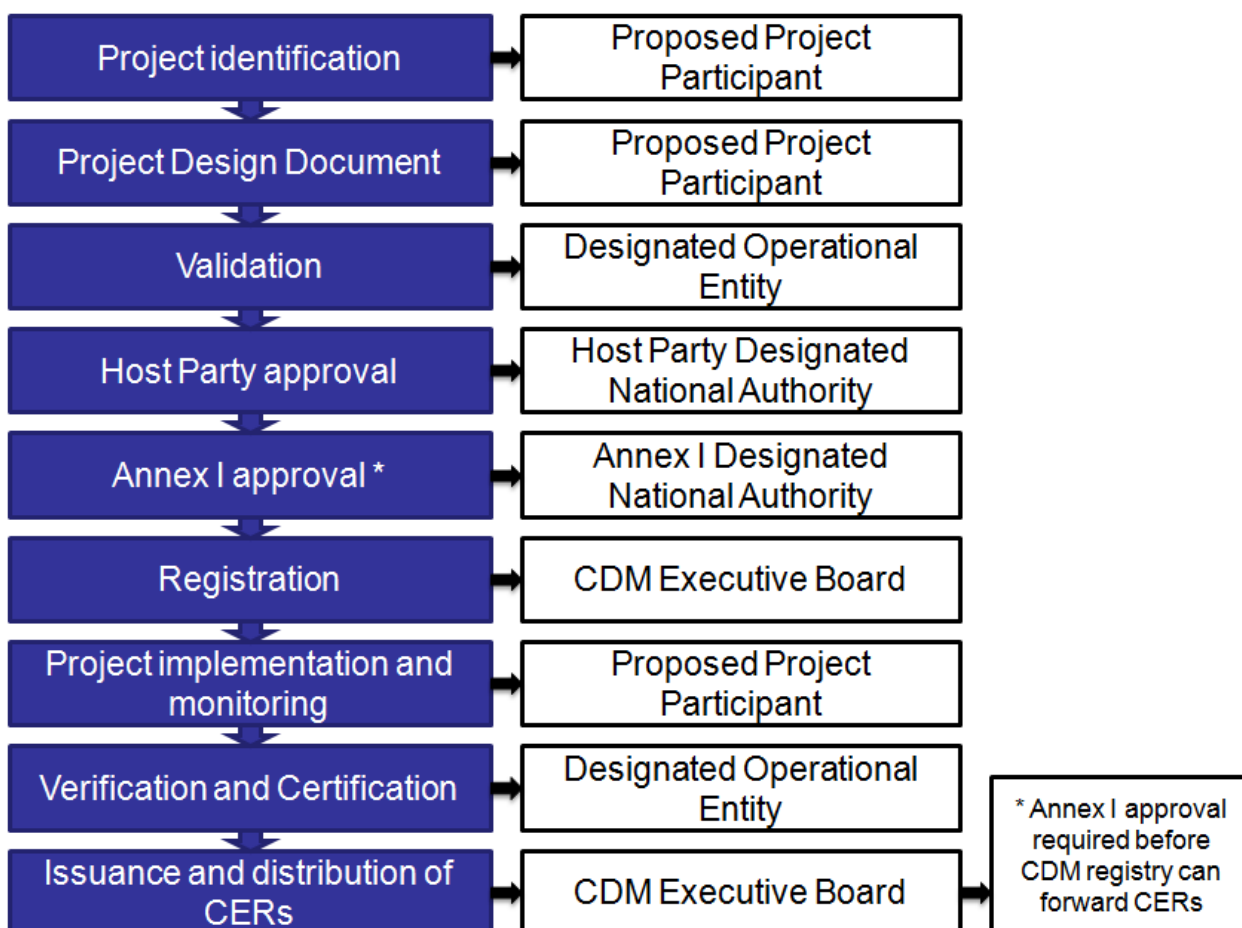 Project identification
Proposed Project
Participant
Project Design Document
Proposed Project
Participant
Validation
Designated Operational
Entity
Host Party approval
Host Party Designated
National Authority
Annex I approval *
Annex I Designated
National Authority
Registration
CDM Executive Board
Project implementation and
monitoring
Proposed Project
Participant
Verification and Certification
Designated Operational
Entity
Issuance and distribution of
CERs
CDM Executive Board
* Annex I approval
required before
CDM registry can
forward CERs